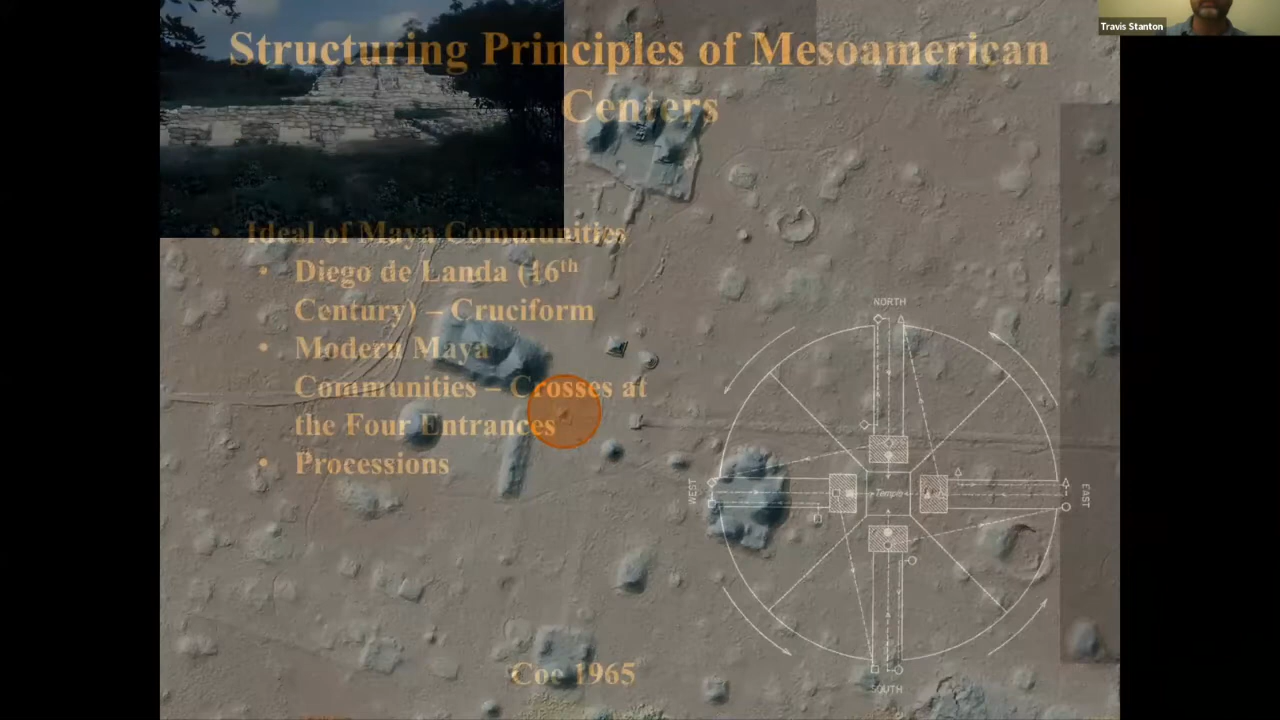 Travis Stanton
Structuring Principles of Mesoamerican
Centers
• Ideal of Maya Communities
• Diego de Landa (16th
Century) – Cruciform
• Modern Maya
Communities – Crosses at
the Four Entrances
• Processions
NORTH
WEST
Temple
EAST
SOUTH
Coe 1965